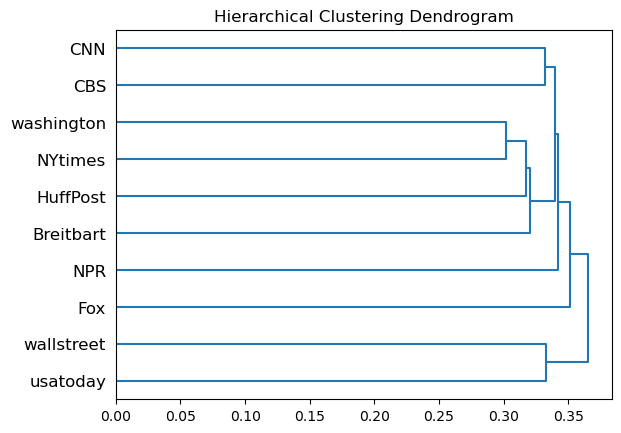 Hierarchical Clustering Dendrogram
CNN
CBS
washington
NYtimes
HuffPost
Breitbart
NPR
Fox
wallstreet
usatoday
0.00 0.05 0.10 0.15 0.20 0.25 0.30 0.35